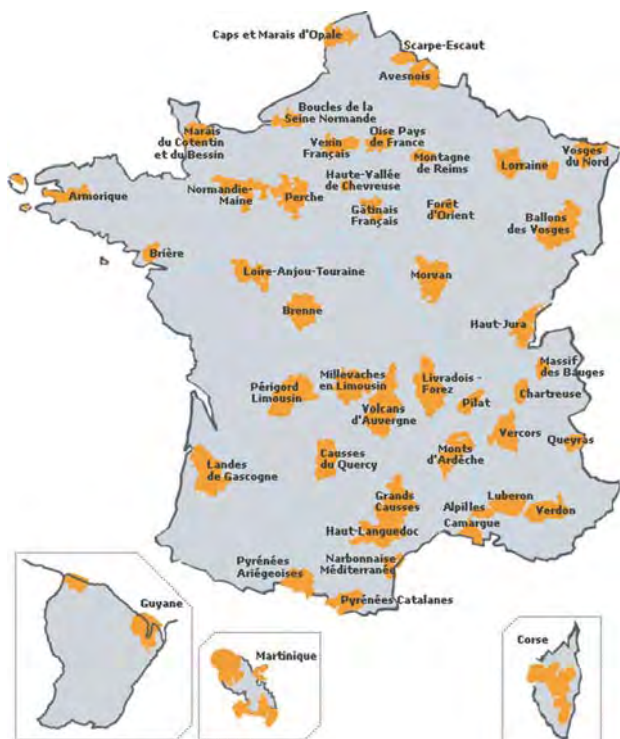 Caps et Marais d'Opale
Scarpe-Escaut
Avesnois
Boucles de la
Seine Normande
Marais
du Cotentin
et du Bessin
Vexin
Français
Oise Pays
de France
Montagne
de Reims
Lorraine
Vosges
du Nord
Armorique
Normandie-
Maine
Perche
Haute-Vallée
de Chevreuse
Gâtinais
Français
Forêt
d'Orient
Ballons
des Vosges
Brière
Loire-Anjou-Touraine
Morvan
Brenne
Haut-Jura
Massif
des Bauges
Périgord
Limousin
Millevaches
en Limousin
Livradois -
Forez
Chartreuse
Volcans
d'Auvergne
Pilat
Vercors
Queyras
Landes
de Gascogne
Causses
du Quercy
Monts
d'Ardèche
Grands
Causses
Luberon
Alpilles
Verdon
Camargue
Haut-Languedoc
Pyrénées
Ariégeoises
Narbonnaise
Méditerranée
Pyrénées Catalanes
Guyane
Martinique
Corse